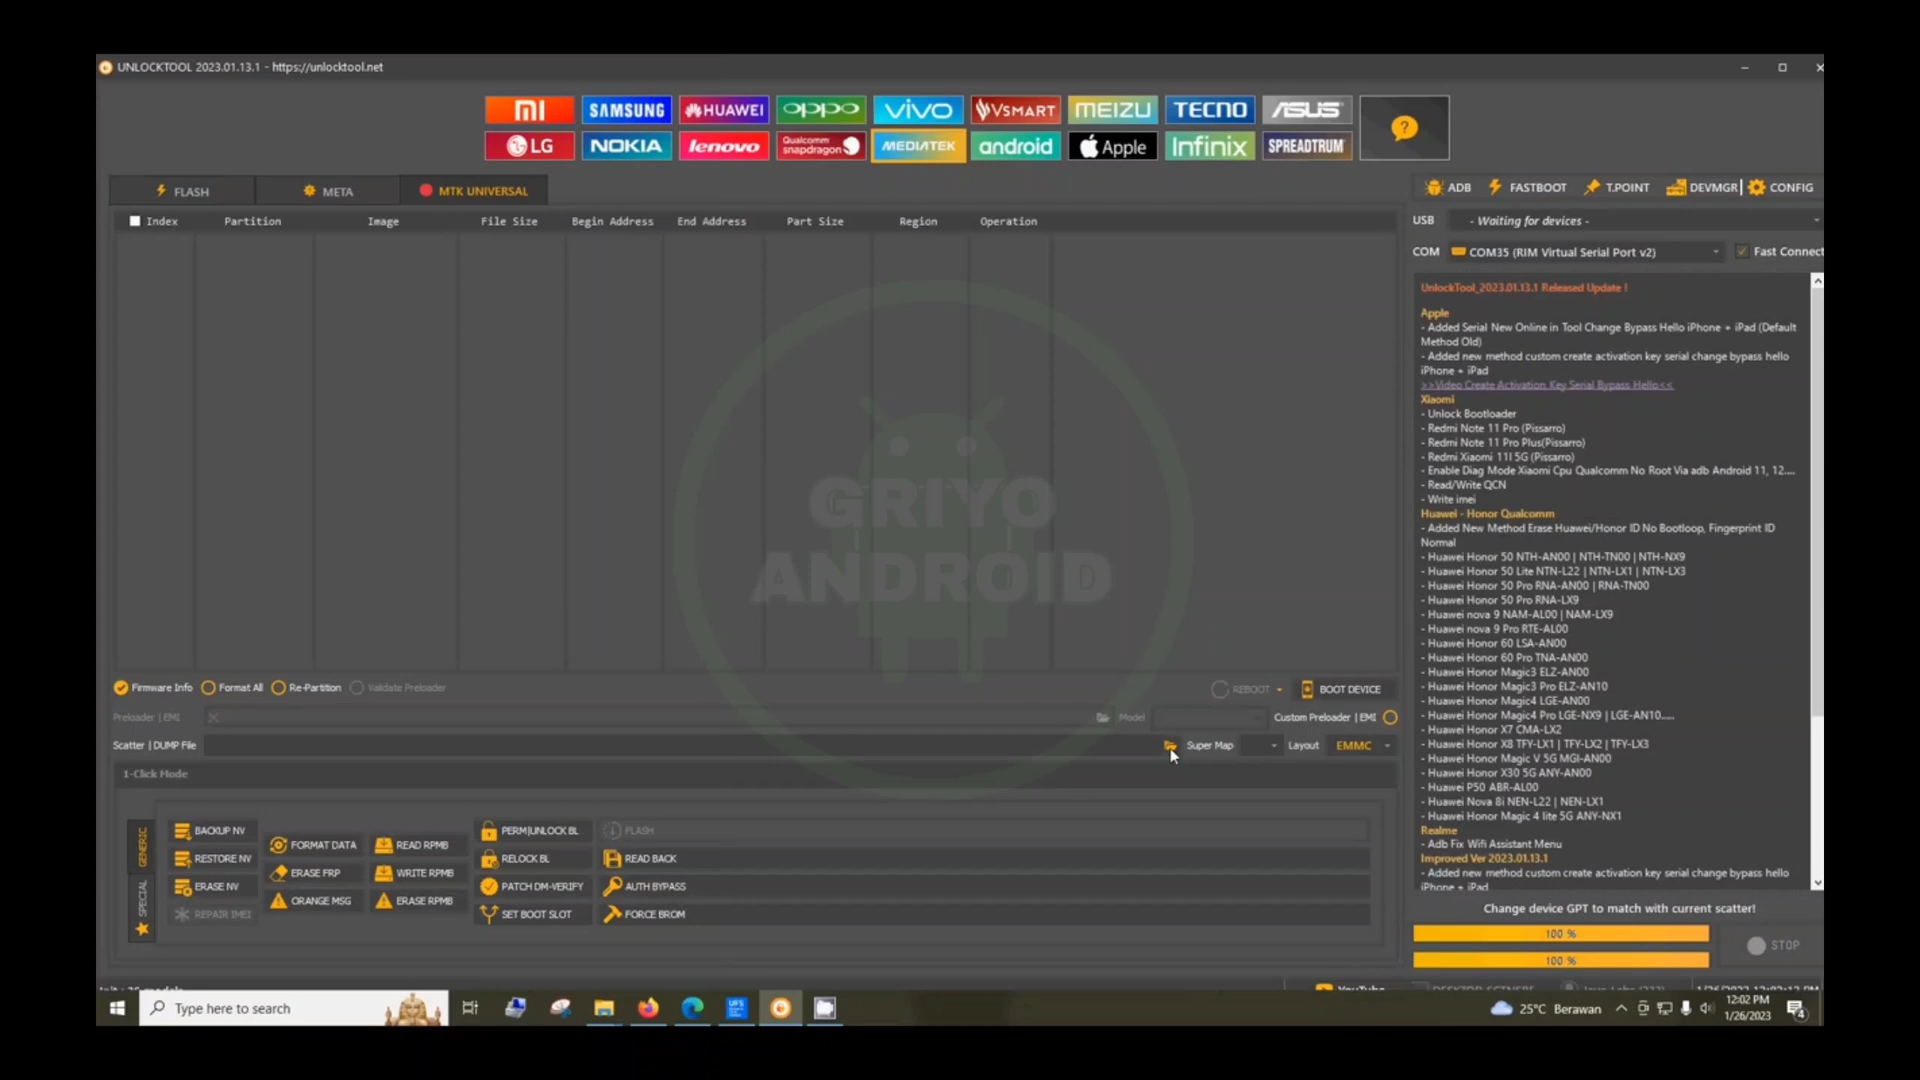 UNLOCKTOOL 2023.01.13.1 - https://unlocktool.net
MI SAMSUNG HUAWEI oppo vivo VSMART MEIZU TECNO ASUS ?
LG NOKIA lenovo Qualcomm snapdragon MEDIATEK android Apple Infinix SPREADTRUM
FLASH META MTK UNIVERSAL
ADB FASTBOOT T.POINT DEVMGR CONFIG
Index Partition Image File Size Begin Address End Address Part Size Region Operation
USB - Waiting for devices -
COM COM35 (RIM Virtual Serial Port v2) Fast Connect
UnlockTool_2023.01.13.1 Released Update !
Apple
- Added Serial New Online in Tool Change Bypass Hello iPhone + iPad (Default
Method Old)
- Added new method custom create activation key serial change bypass hello
iPhone + iPad
>>Video Create Activation Key Serial Bypass Hello<<
Xiaomi
- Unlock Bootloader
- Redmi Note 11 Pro (Pissarro)
- Redmi Note 11 Pro Plus(Pissarro)
- Redmi Xiaomi 11I 5G (Pissarro)
- Enable Diag Mode Xiaomi Cpu Qualcomm No Root Via adb Android 11, 12....
- Read/Write QCN
- Write imei
Huawei - Honor Qualcomm
- Added New Method Erase Huawei/Honor ID No Bootloop, Fingerprint ID
Normal
- Huawei Honor 50 NTH-AN00 | NTH-TN00 | NTH-NX9
- Huawei Honor 50 Lite NTN-L22 | NTN-LX1 | NTN-LX3
- Huawei Honor 50 Pro RNA-AN00 | RNA-TN00
- Huawei Honor 50 Pro RNA-LX9
- Huawei nova 9 NAM-AL00 | NAM-LX9
- Huawei nova 9 Pro RTE-AL00
- Huawei Honor 60 LSA-AN00
- Huawei Honor 60 Pro TNA-AN00
- Huawei Honor Magic3 ELZ-AN00
- Huawei Honor Magic3 Pro ELZ-AN10
- Huawei Honor Magic4 LGE-AN00
- Huawei Honor Magic4 Pro LGE-NX9 | LGE-AN10.....
- Huawei Honor X7 CMA-LX2
- Huawei Honor X8 TFY-LX1 | TFY-LX2 | TFY-LX3
- Huawei Honor Magic V 5G MGI-AN00
- Huawei Honor X30 5G ANY-AN00
- Huawei P50 ABR-AL00
- Huawei Nova 8i NEN-L22 | NEN-LX1
- Huawei Honor Magic 4 lite 5G ANY-NX1
Realme
- Adb Fix Wifi Assistant Menu
Improved Ver 2023.01.13.1
- Added new method custom create activation key serial change bypass hello
iPhone + iPad
GRIYO
ANDROID
Firmware Info Format All Re-Partition Validate Preloader REBOOT BOOT DEVICE
Preloader | EMI Model Custom Preloader | EMI
Scatter | DUMP File Super Map Layout EMMC
1-Click Mode
GENERIC
SPECIAL
BACKUP NV
RESTORE NV
ERASE NV
REPAIR IMEI
FORMAT DATA
ERASE FRP
ORANGE MSG
READ RPMB
WRITE RPMB
ERASE RPMB
PERM|UNLOCK BL
RELOCK BL
PATCH DM-VERITY
SET BOOT SLOT
FLASH
READ BACK
AUTH BYPASS
FORCE BROM
Change device GPT to match with current scatter!
100 %
100 %
STOP
Type here to search
25°C Berawan
12:02 PM
1/26/2023
4